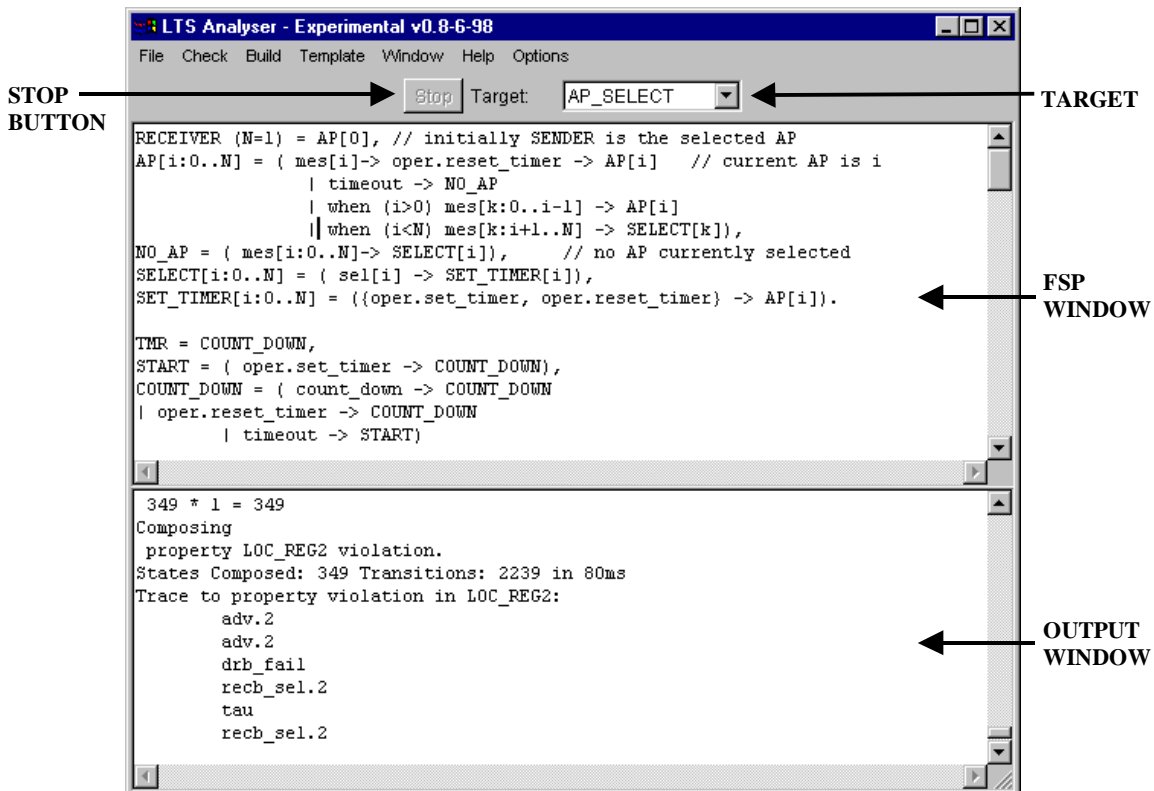 LTS Analyser - Experimental v0.8-6-98
File Check Build Template Window Help Options
STOP
BUTTON
Stop
Target:
AP_SELECT
TARGET
RECEIVER (N=1) = AP[0], // initially SENDER is the selected AP
AP[i:0..N] = ( mes[i]-> oper.reset_timer -> AP[i]   // current AP is i
| timeout -> NO_AP
| when (i>0) mes[k:0..i-1] -> AP[i]
| when (i<N) mes[k:i+1..N] -> SELECT[k]),
NO_AP = ( mes[i:0..N]-> SELECT[i]),     // no AP currently selected
SELECT[i:0..N] = ( sel[i] -> SET_TIMER[i]),
SET_TIMER[i:0..N] = ({oper.set_timer, oper.reset_timer} -> AP[i]).
FSP
WINDOW
TMR = COUNT_DOWN,
START = ( oper.set_timer -> COUNT_DOWN),
COUNT_DOWN = ( count_down -> COUNT_DOWN
| oper.reset_timer -> COUNT_DOWN
| timeout -> START)
349 * 1 = 349
Composing
property LOC_REG2 violation.
States Composed: 349 Transitions: 2239 in 80ms
Trace to property violation in LOC_REG2:
adv.2
adv.2
drb_fail
recb_sel.2
tau
recb_sel.2
OUTPUT
WINDOW